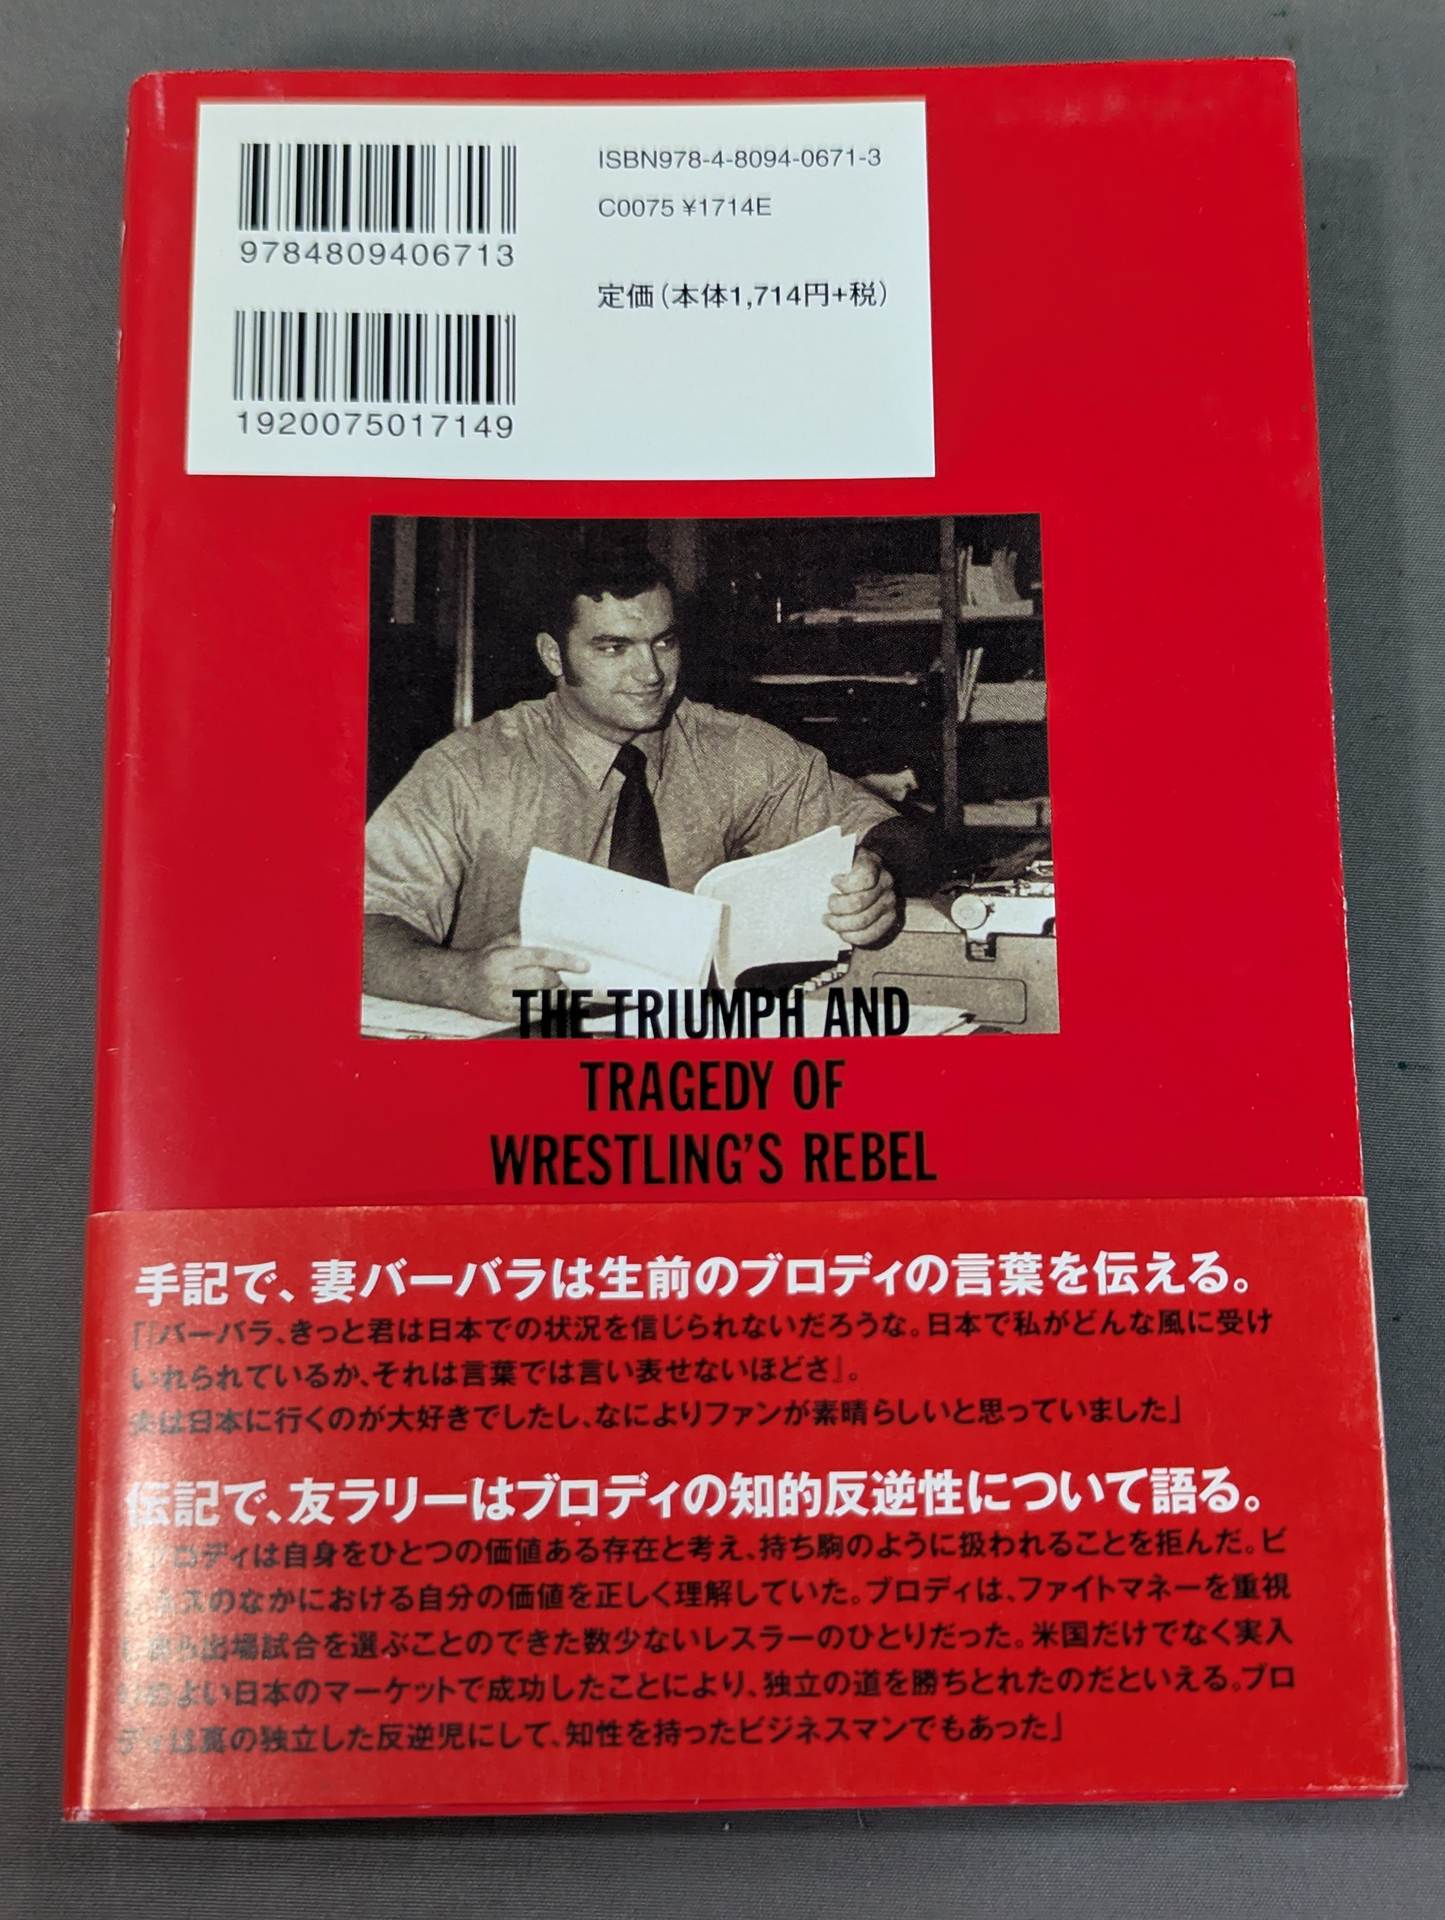 ISBN978-4-8094-0671-3
C0075 ¥1714E
定価(本体1,714円+税)
9784809406713
1920075017149
THE TRIUMPH AND
TRAGEDY OF
WRESTLING'S REBEL
手記で、妻バーバラは生前のブロディの言葉を伝える。
「『バーバラ、きっと君は日本での状況を信じられないだろうな。日本で私がどんな風に受け
いれられているか、それは言葉では言い表せないほどさ』。
夫は日本に行くのが大好きでしたし、なによりファンが素晴らしいと思っていました」
伝記で、友ラリーはブロディの知的反逆性について語る。
「ブロディは自身をひとつの価値ある存在と考え、持ち駒のように扱われることを拒んだ。ビ
ジネスのなかにおける自分の価値を正しく理解していた。ブロディは、ファイトマネーを重視
しながら出場試合を選ぶことのできた数少ないレスラーのひとりだった。米国だけでなく実入
りのよい日本のマーケットで成功したことにより、独立の道を勝ちとれたのだといえる。ブロ
ディは真の独立した反逆児にして、知性を持ったビジネスマンでもあった」